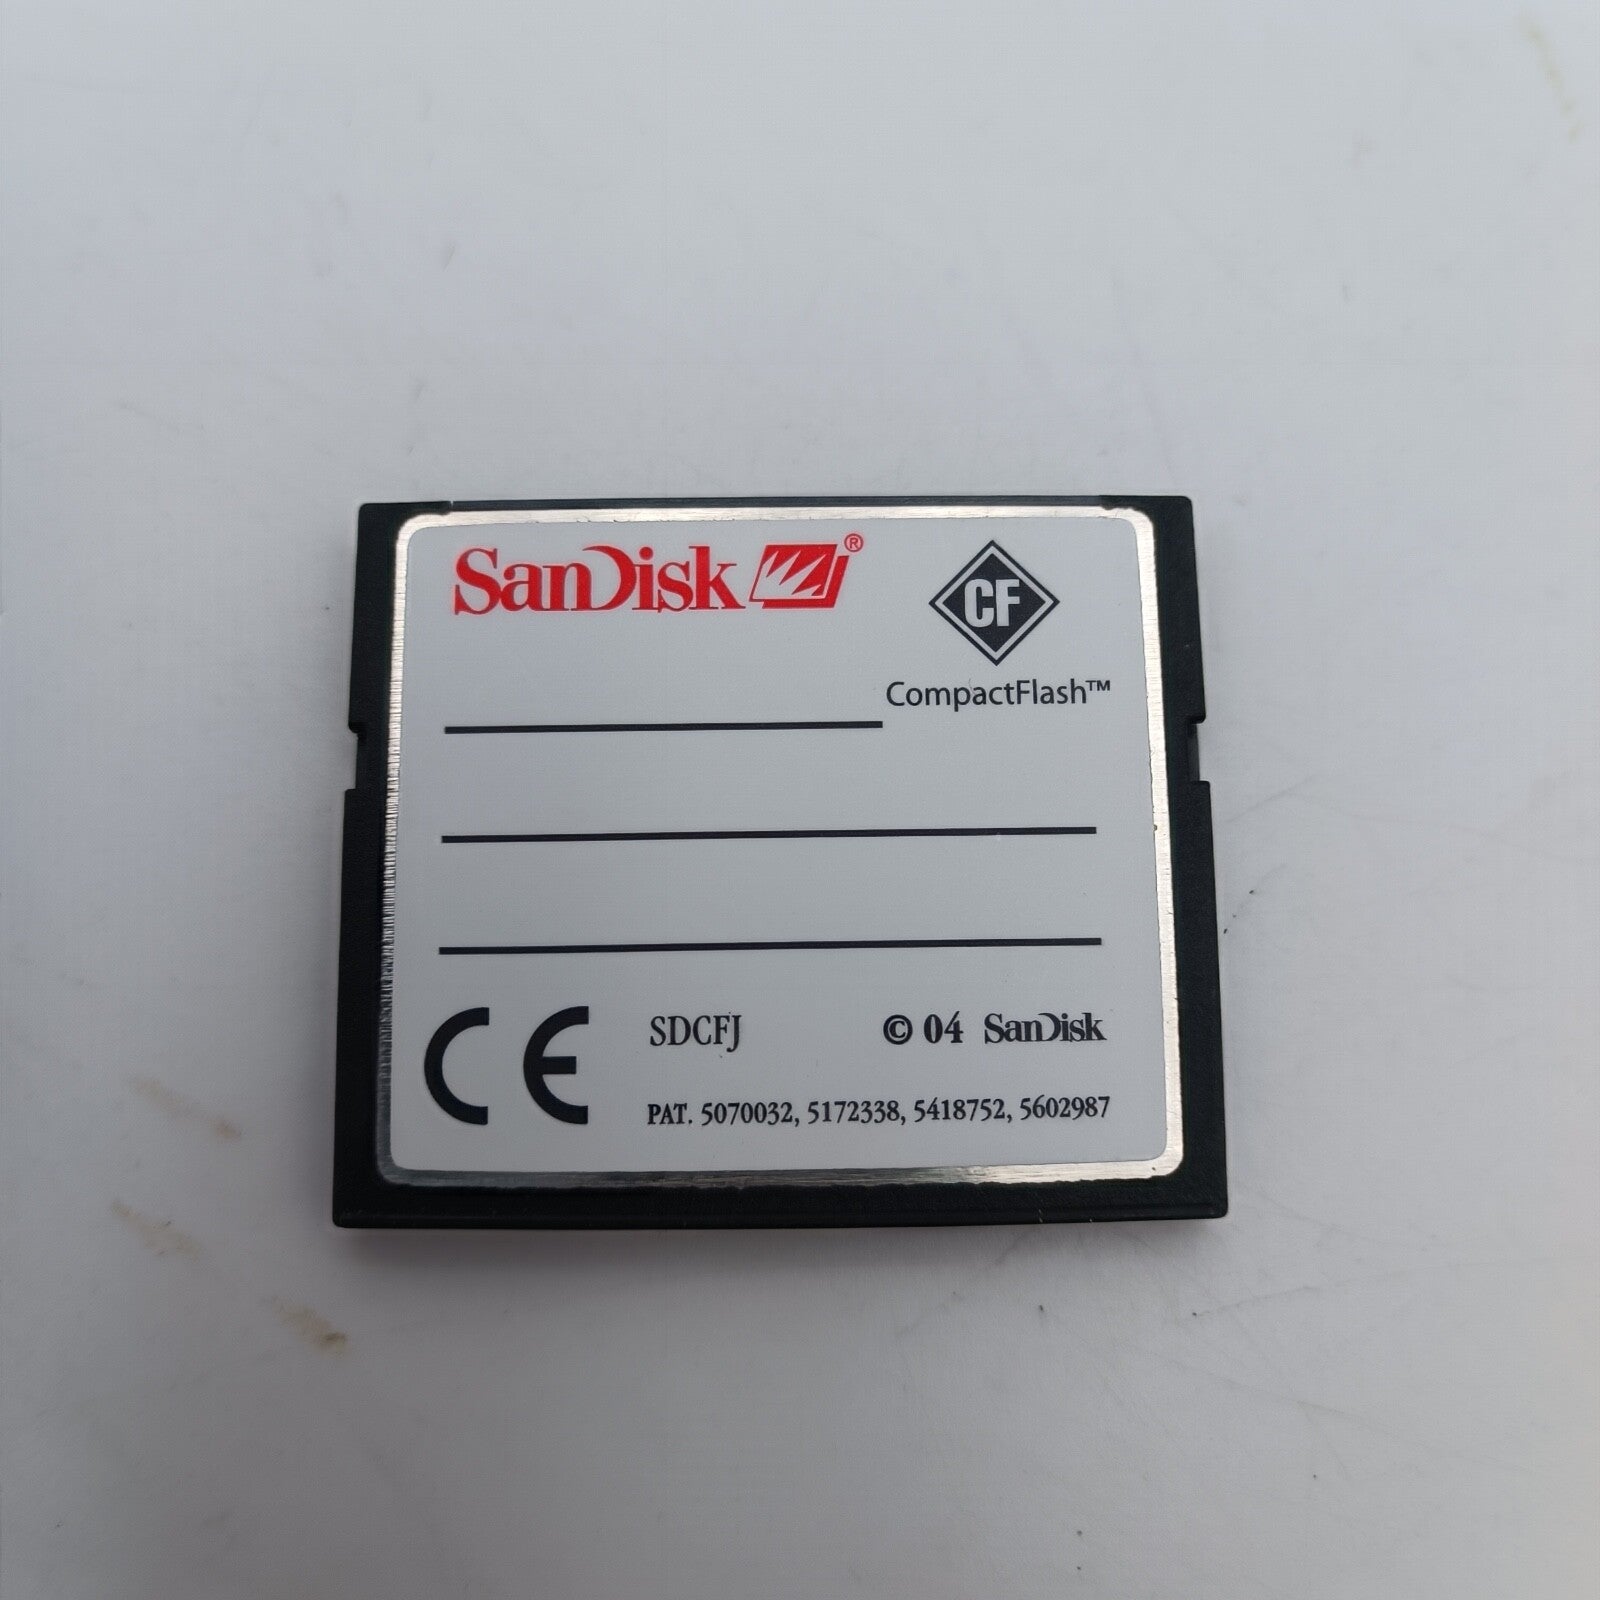 SanDisk ®
CF
CompactFlash™
CE SDCFJ © 04 SanDisk
PAT. 5070032, 5172338, 5418752, 5602987